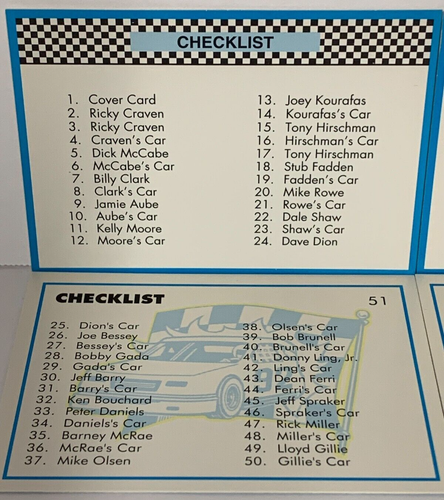 CHECKLIST
1. Cover Card
2. Ricky Craven
3. Ricky Craven
4. Craven's Car
5. Dick McCabe
6. McCabe's Car
7. Billy Clark
8. Clark's Car
9. Jamie Aube
10. Aube's Car
11. Kelly Moore
12. Moore's Car
13. Joey Kourafas
14. Kourafas's Car
15. Tony Hirschman
16. Hirschman's Car
17. Tony Hirschman
18. Stub Fadden
19. Fadden's Car
20. Mike Rowe
21. Rowe's Car
22. Dale Shaw
23. Shaw's Car
24. Dave Dion
CHECKLIST 51
25. Dion's Car
26. Joe Bessey
27. Bessey's Car
28. Bobby Gada
29. Gada's Car
30. Jeff Barry
31. Barry's Car
32. Ken Bouchard
33. Peter Daniels
34. Daniel's Car
35. Barney McRae
36. McRae's Car
37. Mike Olsen
38. Olsen's Car
39. Bob Brunell
40. Brunell's Car
41. Donny Ling, Jr.
42. Ling's Car
43. Dean Ferri
44. Ferri's Car
45. Jeff Spraker
46. Spraker's Car
47. Rick Miller
48. Miller's Car
49. Lloyd Gillie
50. Gillie's Car